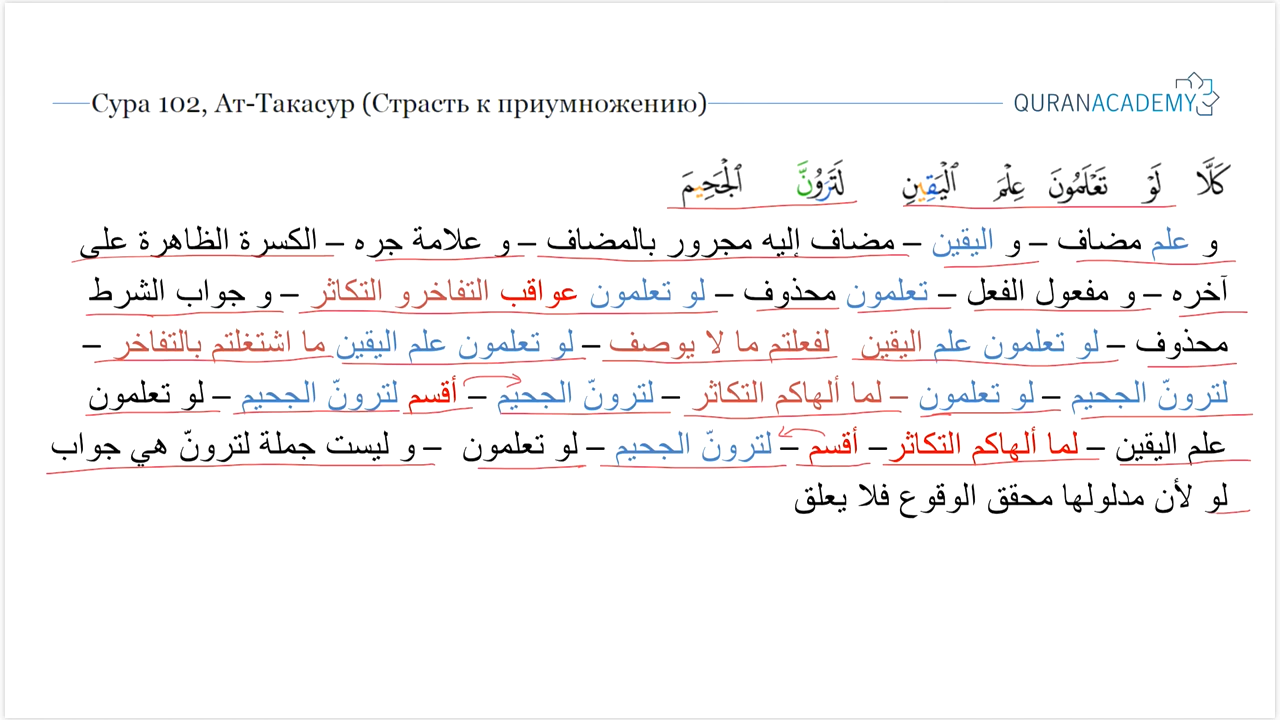 Сура 102, Ат-Такасур (Страсть к приумножению)
QURANACADEMY
كَلَّا لَوْ تَعْلَمُونَ عِلْمَ ٱلْيَقِينِ لَتَرَوُنَّ ٱلْجَحِيمَ
و علم مضاف – و اليقين – مضاف إليه مجرور بالمضاف – و علامة جره – الكسرة الظاهرة على
آخره – و مفعول الفعل – تعلمون محذوف – لو تعلمون عواقب التفاخرو التكاثر – و جواب الشرط
محذوف – لو تعلمون علم اليقين لفعلتم ما لا يوصف – لو تعلمون علم اليقين ما اشتغلتم بالتفاخر –
لترونّ الجحيم – لو تعلمون – لما ألهاكم التكاثر – لترونّ الجحيم – أقسم لترونّ الجحيم – لو تعلمون
علم اليقين – لما ألهاكم التكاثر – أقسم – لترونّ الجحيم – لو تعلمون – و ليست جملة لترونّ هي جواب
لو لأن مدلولها محقق الوقوع فلا يعلق